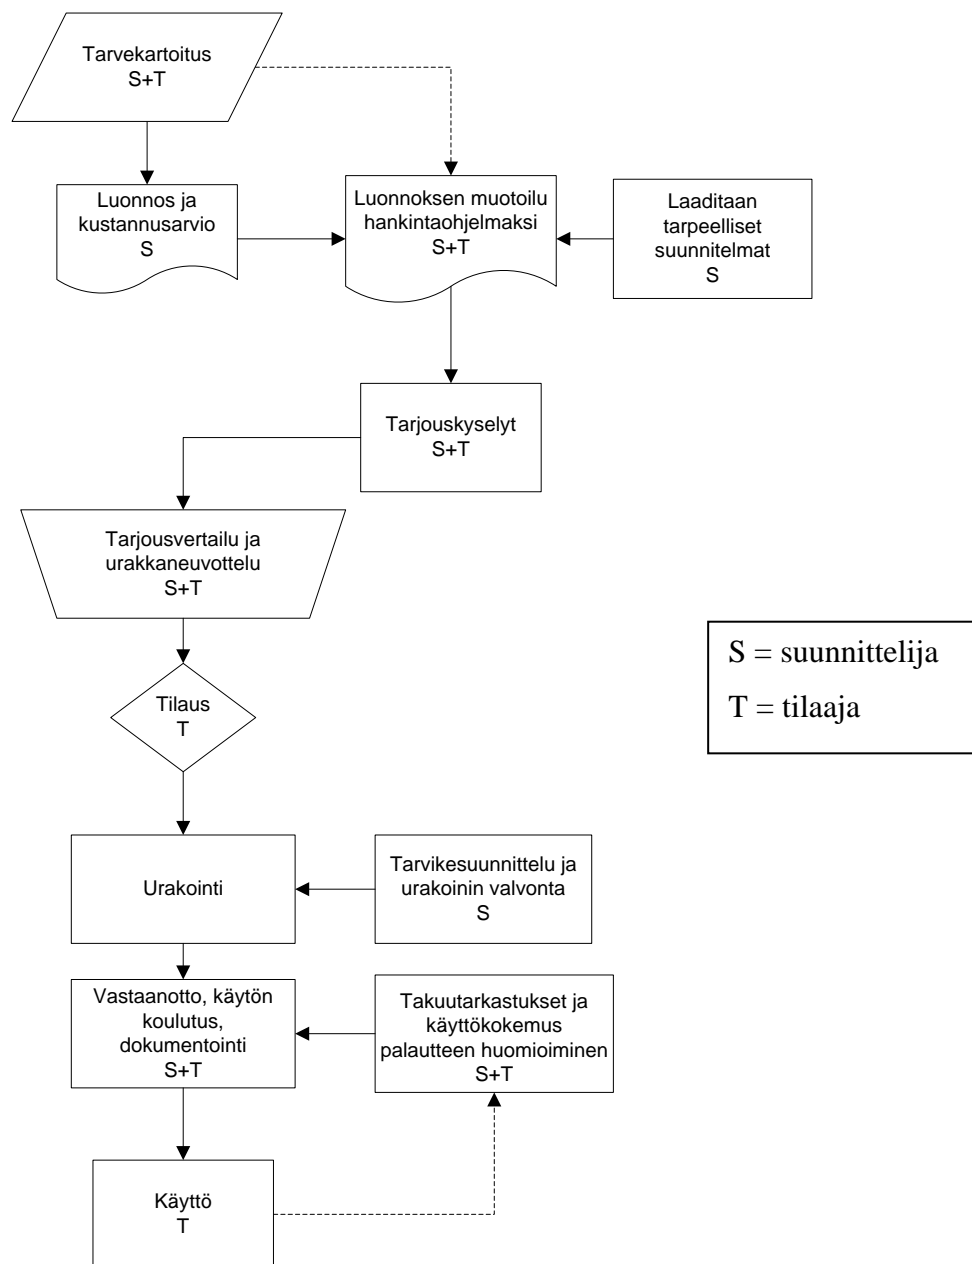 Tarvekartoitus
S+T
Luonnos ja
kustannusarvio
S
Luonnoksen muotoilu
hankintaohjelmaksi
S+T
Laaditaan
tarpeelliset
suunnitelmat
S
Tarjouskyselyt
S+T
Tarjousvertailu ja
urakkaneuvottelu
S+T
S = suunnittelija
T = tilaaja
Tilaus
T
Urakointi
Tarvikesuunnittelu ja
urakoinin valvonta
S
Vastaanotto, käytön
koulutus,
dokumentointi
S+T
Takuutarkastukset ja
käyttökokemus
palautteen huomioiminen
S+T
Käyttö
T